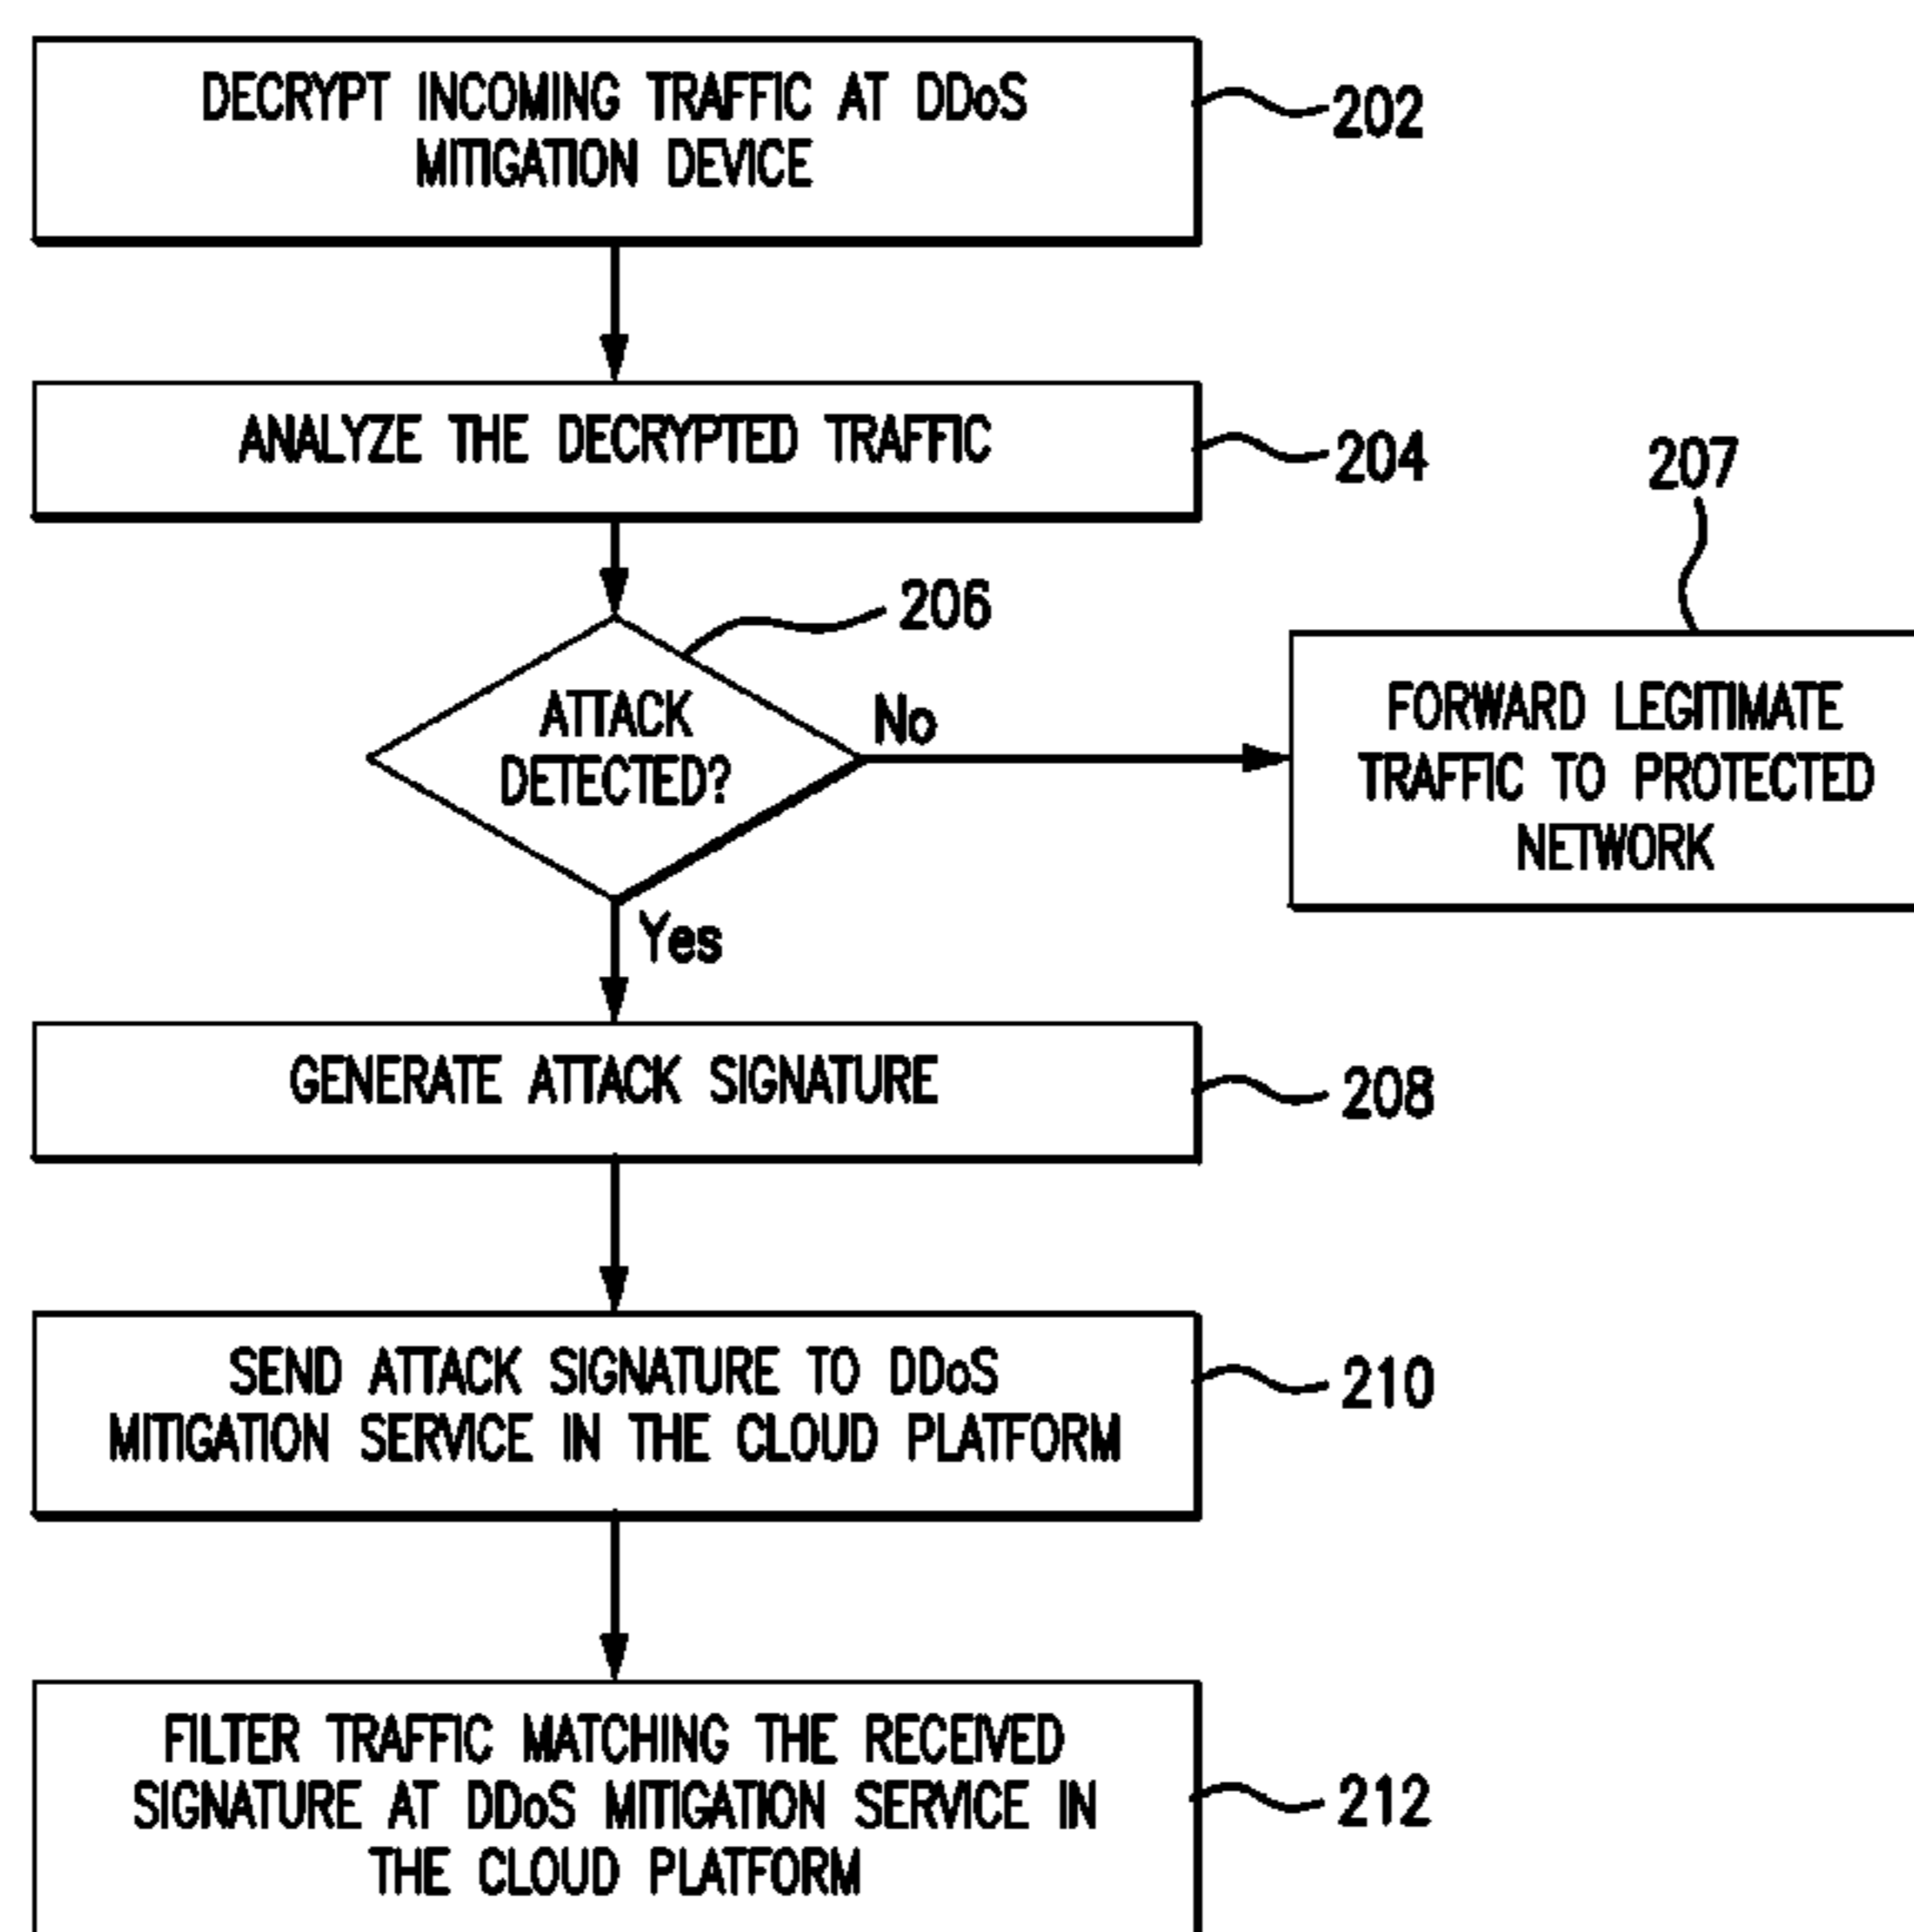 DECRYPT INCOMING TRAFFIC AT DDoS
MITIGATION DEVICE
202
ANALYZE THE DECRYPTED TRAFFIC
204
207
206
ATTACK
DETECTED?
No
FORWARD LEGITIMATE
TRAFFIC TO PROTECTED
NETWORK
Yes
GENERATE ATTACK SIGNATURE
208
SEND ATTACK SIGNATURE TO DDoS
MITIGATION SERVICE IN THE CLOUD PLATFORM
210
FILTER TRAFFIC MATCHING THE RECEIVED
SIGNATURE AT DDoS MITIGATION SERVICE IN
THE CLOUD PLATFORM
212